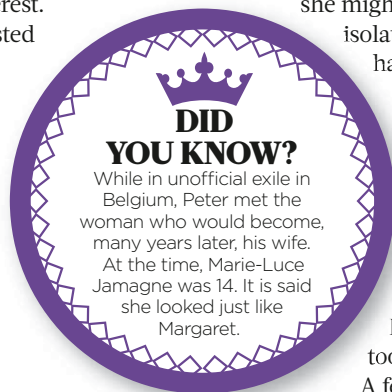 erest.
sted
she migh
isola
ha
DID
YOU KNOW?
While in unofficial exile in
Belgium, Peter met the
woman who would become,
many years later, his wife.
At the time, Marie-Luce
Jamagne was 14. It is said
she looked just like
Margaret.
too
A f